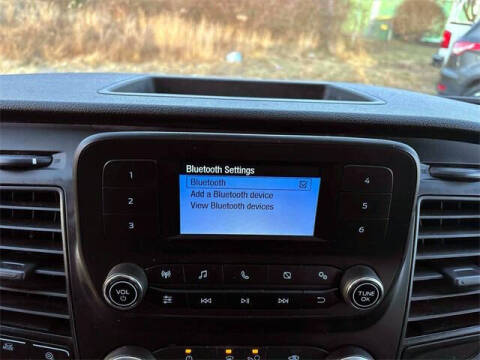 Bluetooth Settings
Bluetooth
Add a Bluetooth device
View Bluetooth devices
1
2
3
4
5
6
VOL
TUNE
OK